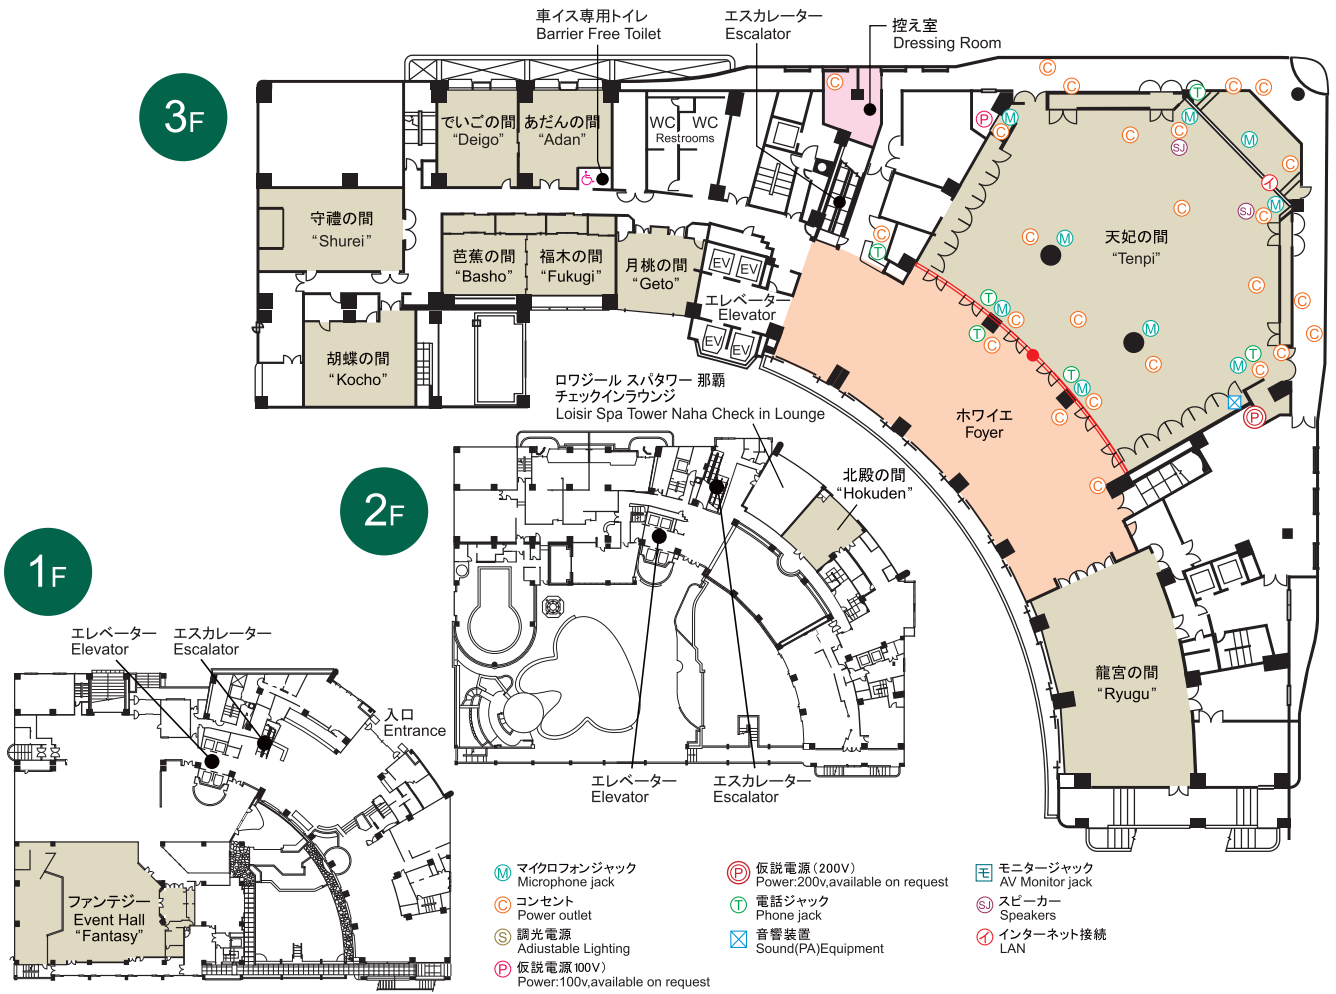 車イス専用トイレ
Barrier Free Toilet
エスカレーター
Escalator
控え室
Dressing Room
3F
でいごの間
“Deigo”
あだんの間
“Adan”
WC
WC
Restrooms
守禮の間
“Shurei”
芭蕉の間
“Basho”
福木の間
“Fukugi”
月桃の間
“Geto”
EV
EV
エレベーター
Elevator
EV
EV
天妃の間
“Tenpi”
胡蝶の間
“Kocho”
ホワイエ
Foyer
龍宮の間
“Ryugu”
C
C
C
C
C
T
M
M
P
M
C
C
C
SJ
C
イ
M
SJ
C
C
C
M
C
T
C
C
C
T
M
C
C
M
T
C
C
T
M
C
T
M
C
C
C
P
C
ロワジール スパタワー 那覇
チェックインラウンジ
Loisir Spa Tower Naha Check in Lounge
2F
北殿の間
“Hokuden”
エレベーター
Elevator
エスカレーター
Escalator
1F
エレベーター
Elevator
エスカレーター
Escalator
入口
Entrance
ファンテジー
Event Hall
“Fantasy”
M マイクロフォンジャック
Microphone jack
C コンセント
Power outlet
S 調光電源
Adiustable Lighting
P 仮説電源100V）
Power:100v,available on request
P 仮説電源（200V）
Power:200v,available on request
T 電話ジャック
Phone jack
音響装置
Sound(PA)Equipment
モ モニタージャック
AV Monitor jack
SJ スピーカー
Speakers
イ インターネット接続
LAN